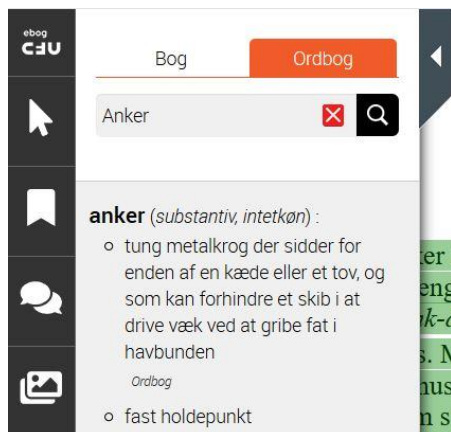 ebog
CFU
Bog
Ordbog
Anker
anker (substantiv, intetkøn) :
tung metalkrog der sidder for
enden af en kæde eller et tov, og
som kan forhindre et skib i at
drive væk ved at gribe fat i
havbunden
Ordbog
fast holdepunkt